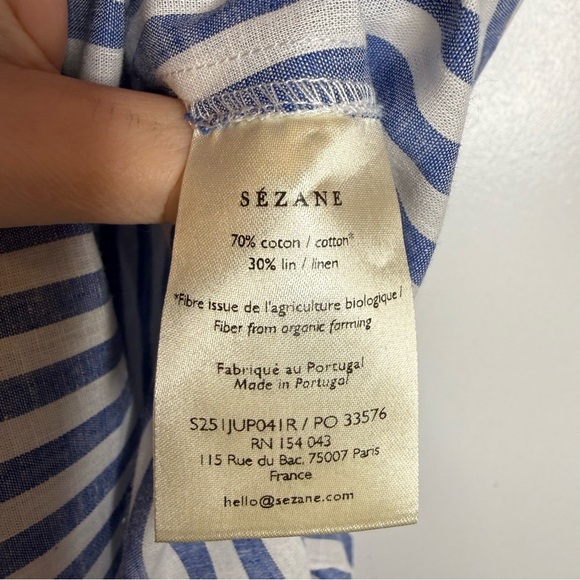 SÉZANE
70% coton / cotton*
30% lin / linen
*Fibre issue de l'agriculture biologique /
Fiber from organic farming
Fabriqué au Portugal
Made in Portugal
S251JUP041R / PO 33576
RN 154 043
115 Rue du Bac, 75007 Paris
France
hello@sezane.com